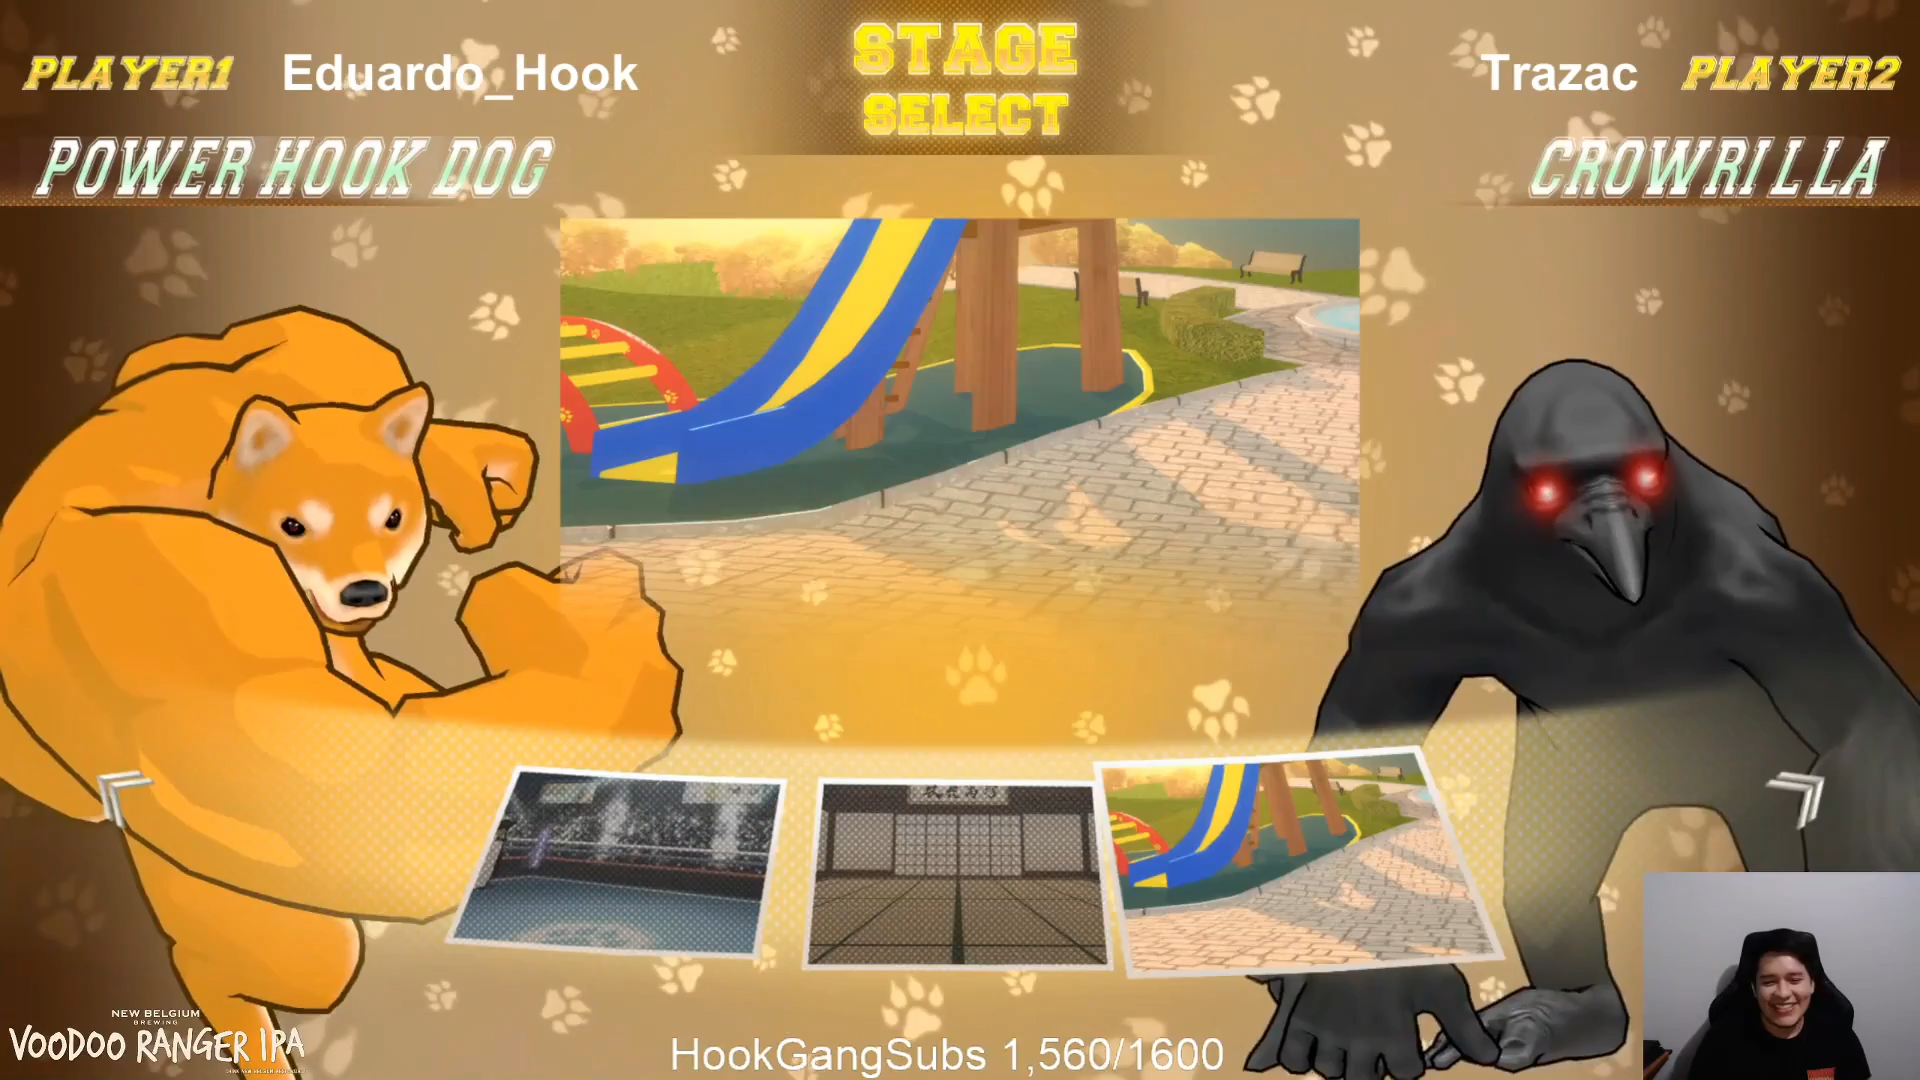 PLAYER1
Eduardo_Hook
STAGE
SELECT
Trazac
PLAYER2
POWER HOOK DOG
CROWRILLA
NEW BELGIUM
BREWING
VOODOO RANGER IPA
HookGangSubs 1,560/1600